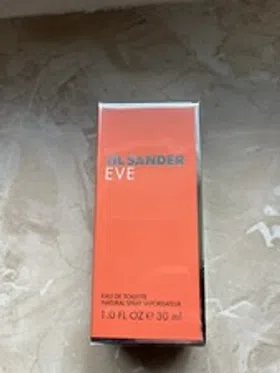 JIL SANDER
EVE
EAU DE TOILETTE
NATURAL SPRAY VAPORISATEUR
1.0 FL OZ ℮ 30 ml